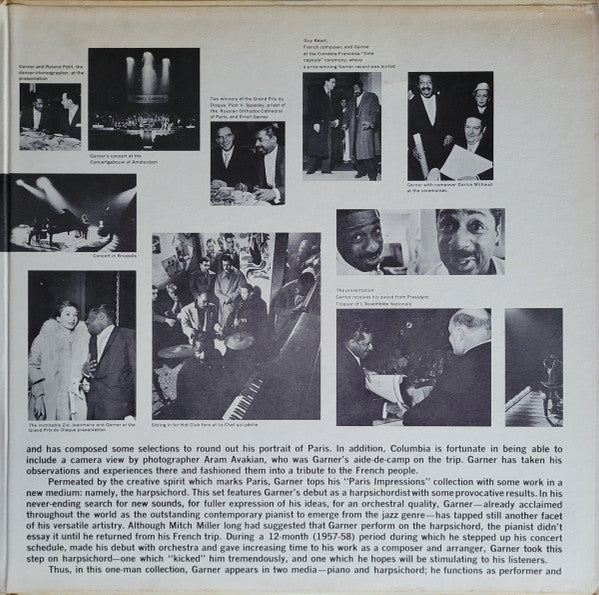 Garner and Roland Petit, the
dancer-choreographer, at the
presentation
Garner's concert at the
Concertgebouw of Amsterdam
Two winners of the Grand Prix du
Disque: Piotr V. Spassky, priest of
the Russian Orthodox Cathedral
of Paris, and Erroll Garner
Guy Béart,
French composer, and Garner
at the Comédie Française "time
capsule" ceremony, where
a prize-winning Garner record was buried
Garner with composer Darius Milhaud
at the ceremonies
Concert in Brussels
The inimitable Zizi Jeanmaire and Garner at the
Grand Prix du Disque presentation
Sitting in for Hot Club fans at Le Chat qui pêche
The presentation:
Garner receives his award from President
Troquer of L'Assemblée Nationale
and has composed some selections to round out his portrait of Paris. In addition, Columbia is fortunate in being able to
include a camera view by photographer Aram Avakian, who was Garner's aide-de-camp on the trip. Garner has taken his
observations and experiences there and fashioned them into a tribute to the French people.
Permeated by the creative spirit which marks Paris, Garner tops his "Paris Impressions" collection with some work in a
new medium: namely, the harpsichord. This set features Garner's debut as a harpsichordist with some provocative results. In his
never-ending search for new sounds, for fuller expression of his ideas, for an orchestral quality, Garner—already acclaimed
throughout the world as the outstanding contemporary pianist to emerge from the jazz genre—has tapped still another facet
of his versatile artistry. Although Mitch Miller long had suggested that Garner perform on the harpsichord, the pianist didn't
essay it until he returned from his French trip. During a 12-month (1957-58) period during which he stepped up his concert
schedule, made his debut with orchestra and gave increasing time to his work as a composer and arranger, Garner took this
step on harpsichord—one which "kicked" him tremendously, and one which he hopes will be stimulating to his listeners.
Thus, in this one-man collection, Garner appears in two media—piano and harpsichord; he functions as performer and